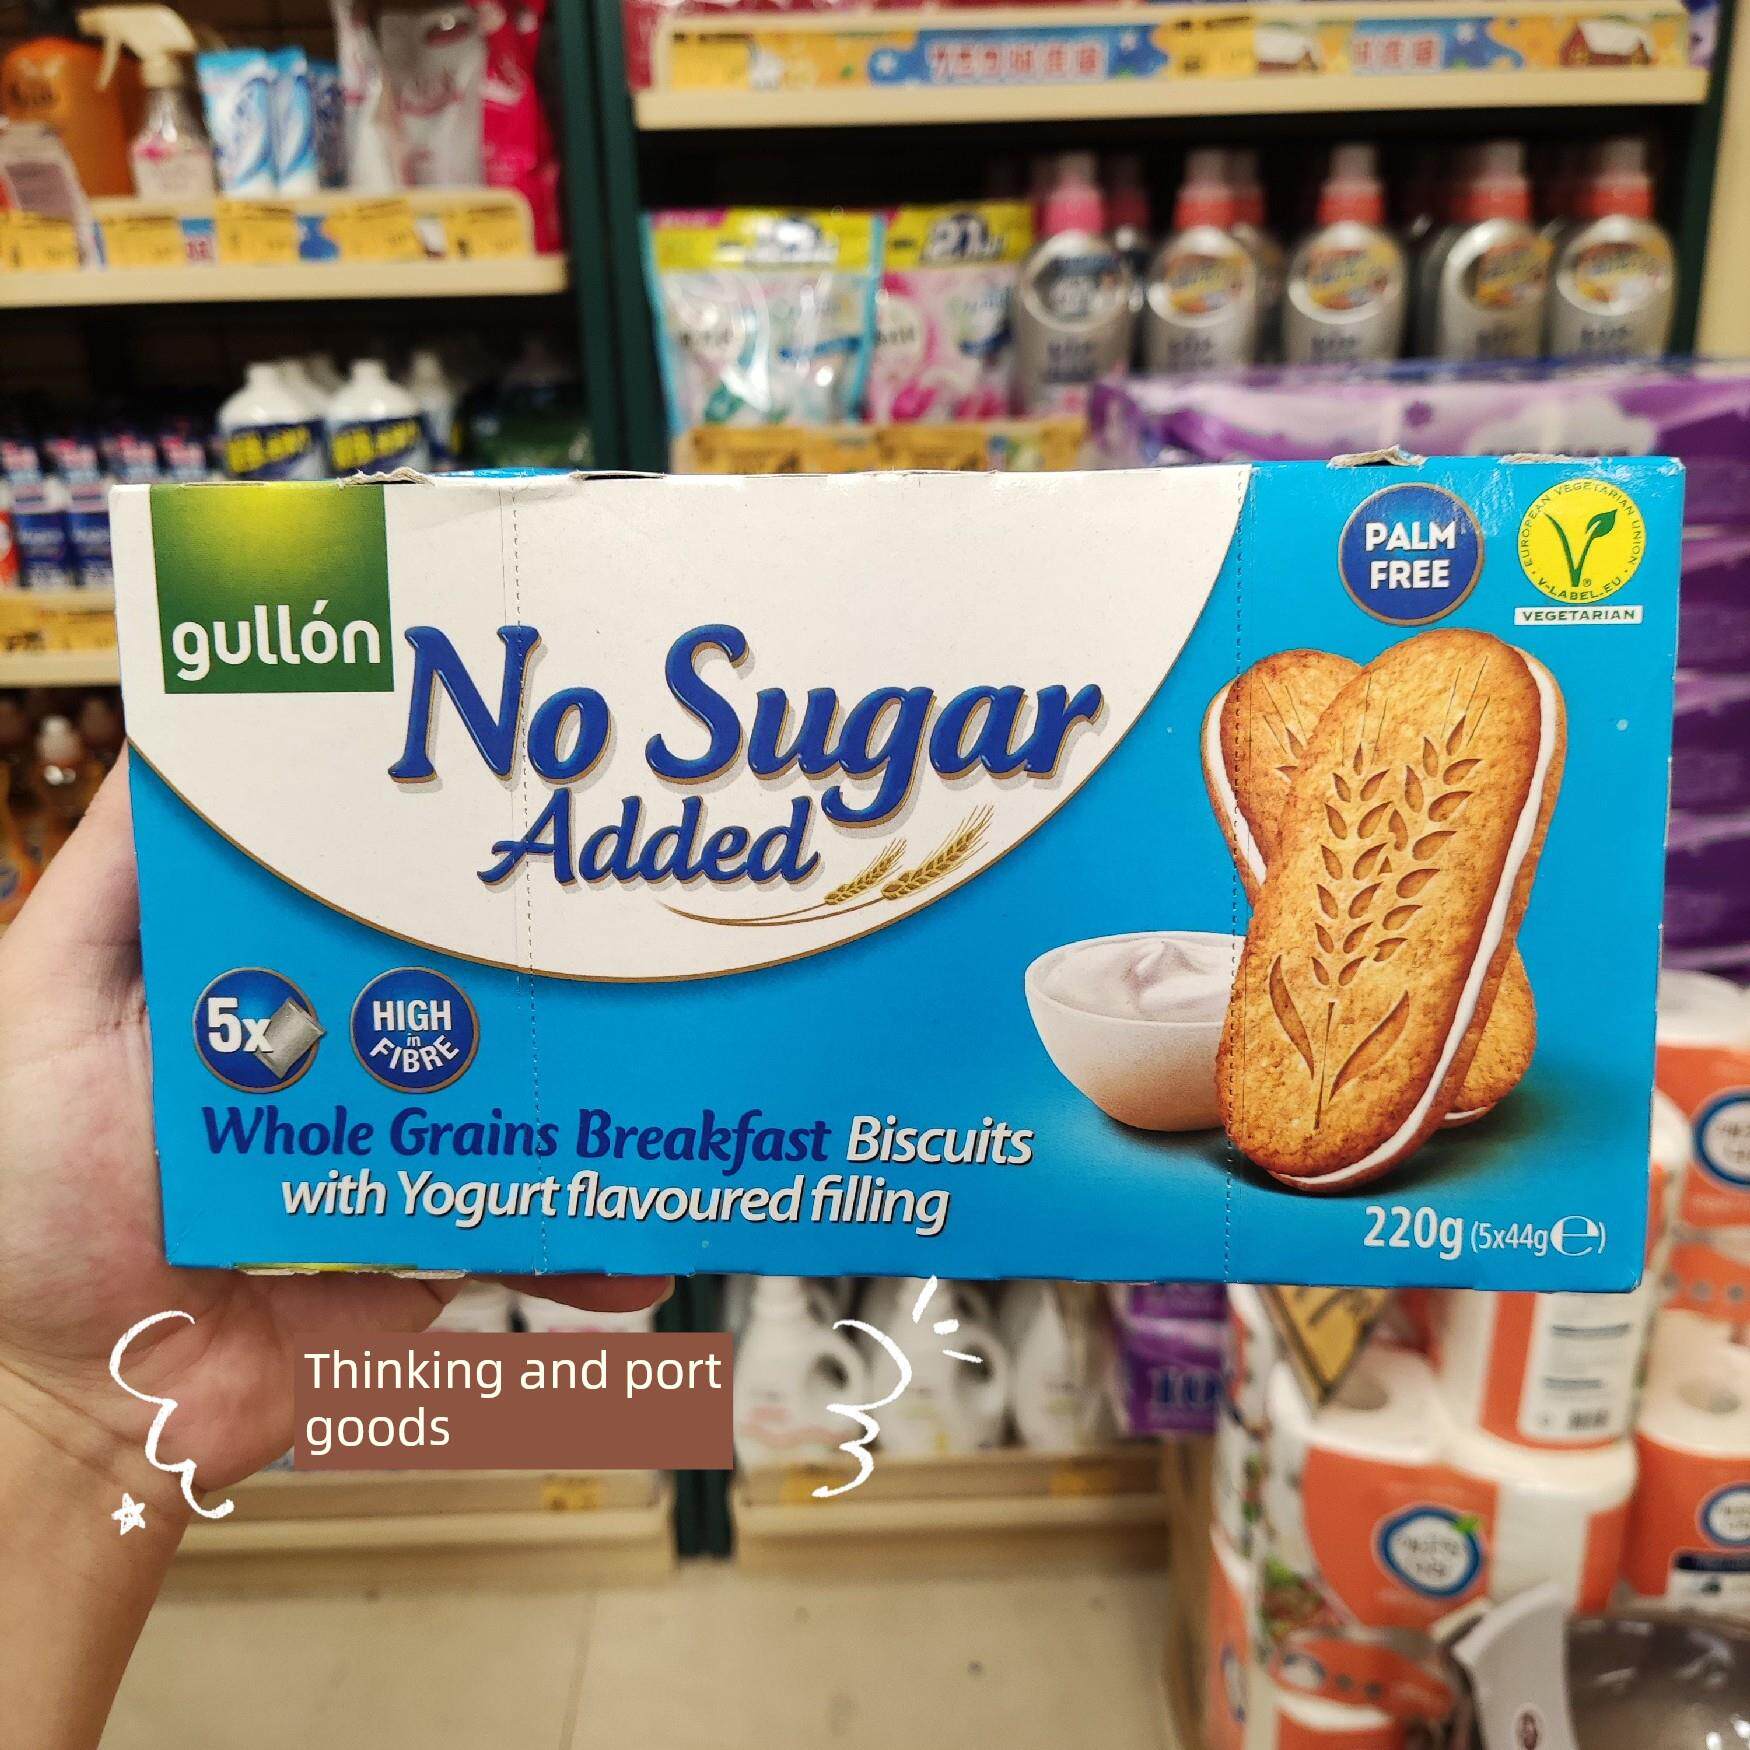 PALM
FREE
EUROPEAN VEGETARIAN UNION
V-LABEL.EU
VEGETARIAN
gullón
No Sugar
Added
5x
HIGH
in
FIBRE
Whole Grains Breakfast Biscuits
with Yogurt flavoured filling
220g (5x44g℮)
Thinking and port
goods